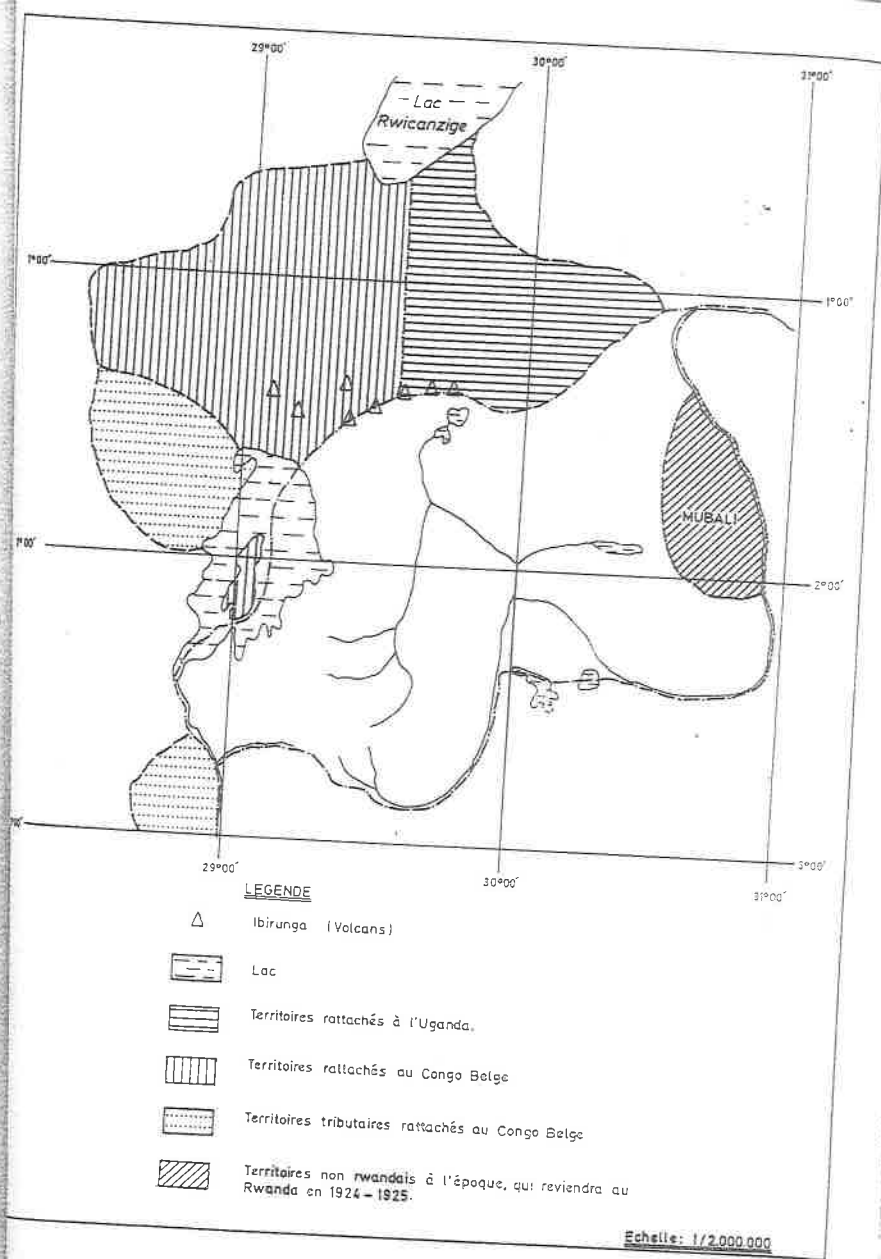 29°00′
30°00′
31°00′
Lac
Rwicanzige
1°00′
1°00′
MUBALI
1°00′
2°00′
3°00′
29°00′
30°00′
31°00′
LEGENDE
Ibirunga (Volcans)
Lac
Territoires rattachés à l'Uganda.
Territoires rattachés au Congo Belge
Territoires tributaires rattachés au Congo Belge
Territoires non rwandais à l'époque, qui reviendra au
Rwanda en 1924-1925.
Echelle: 1/2.000.000